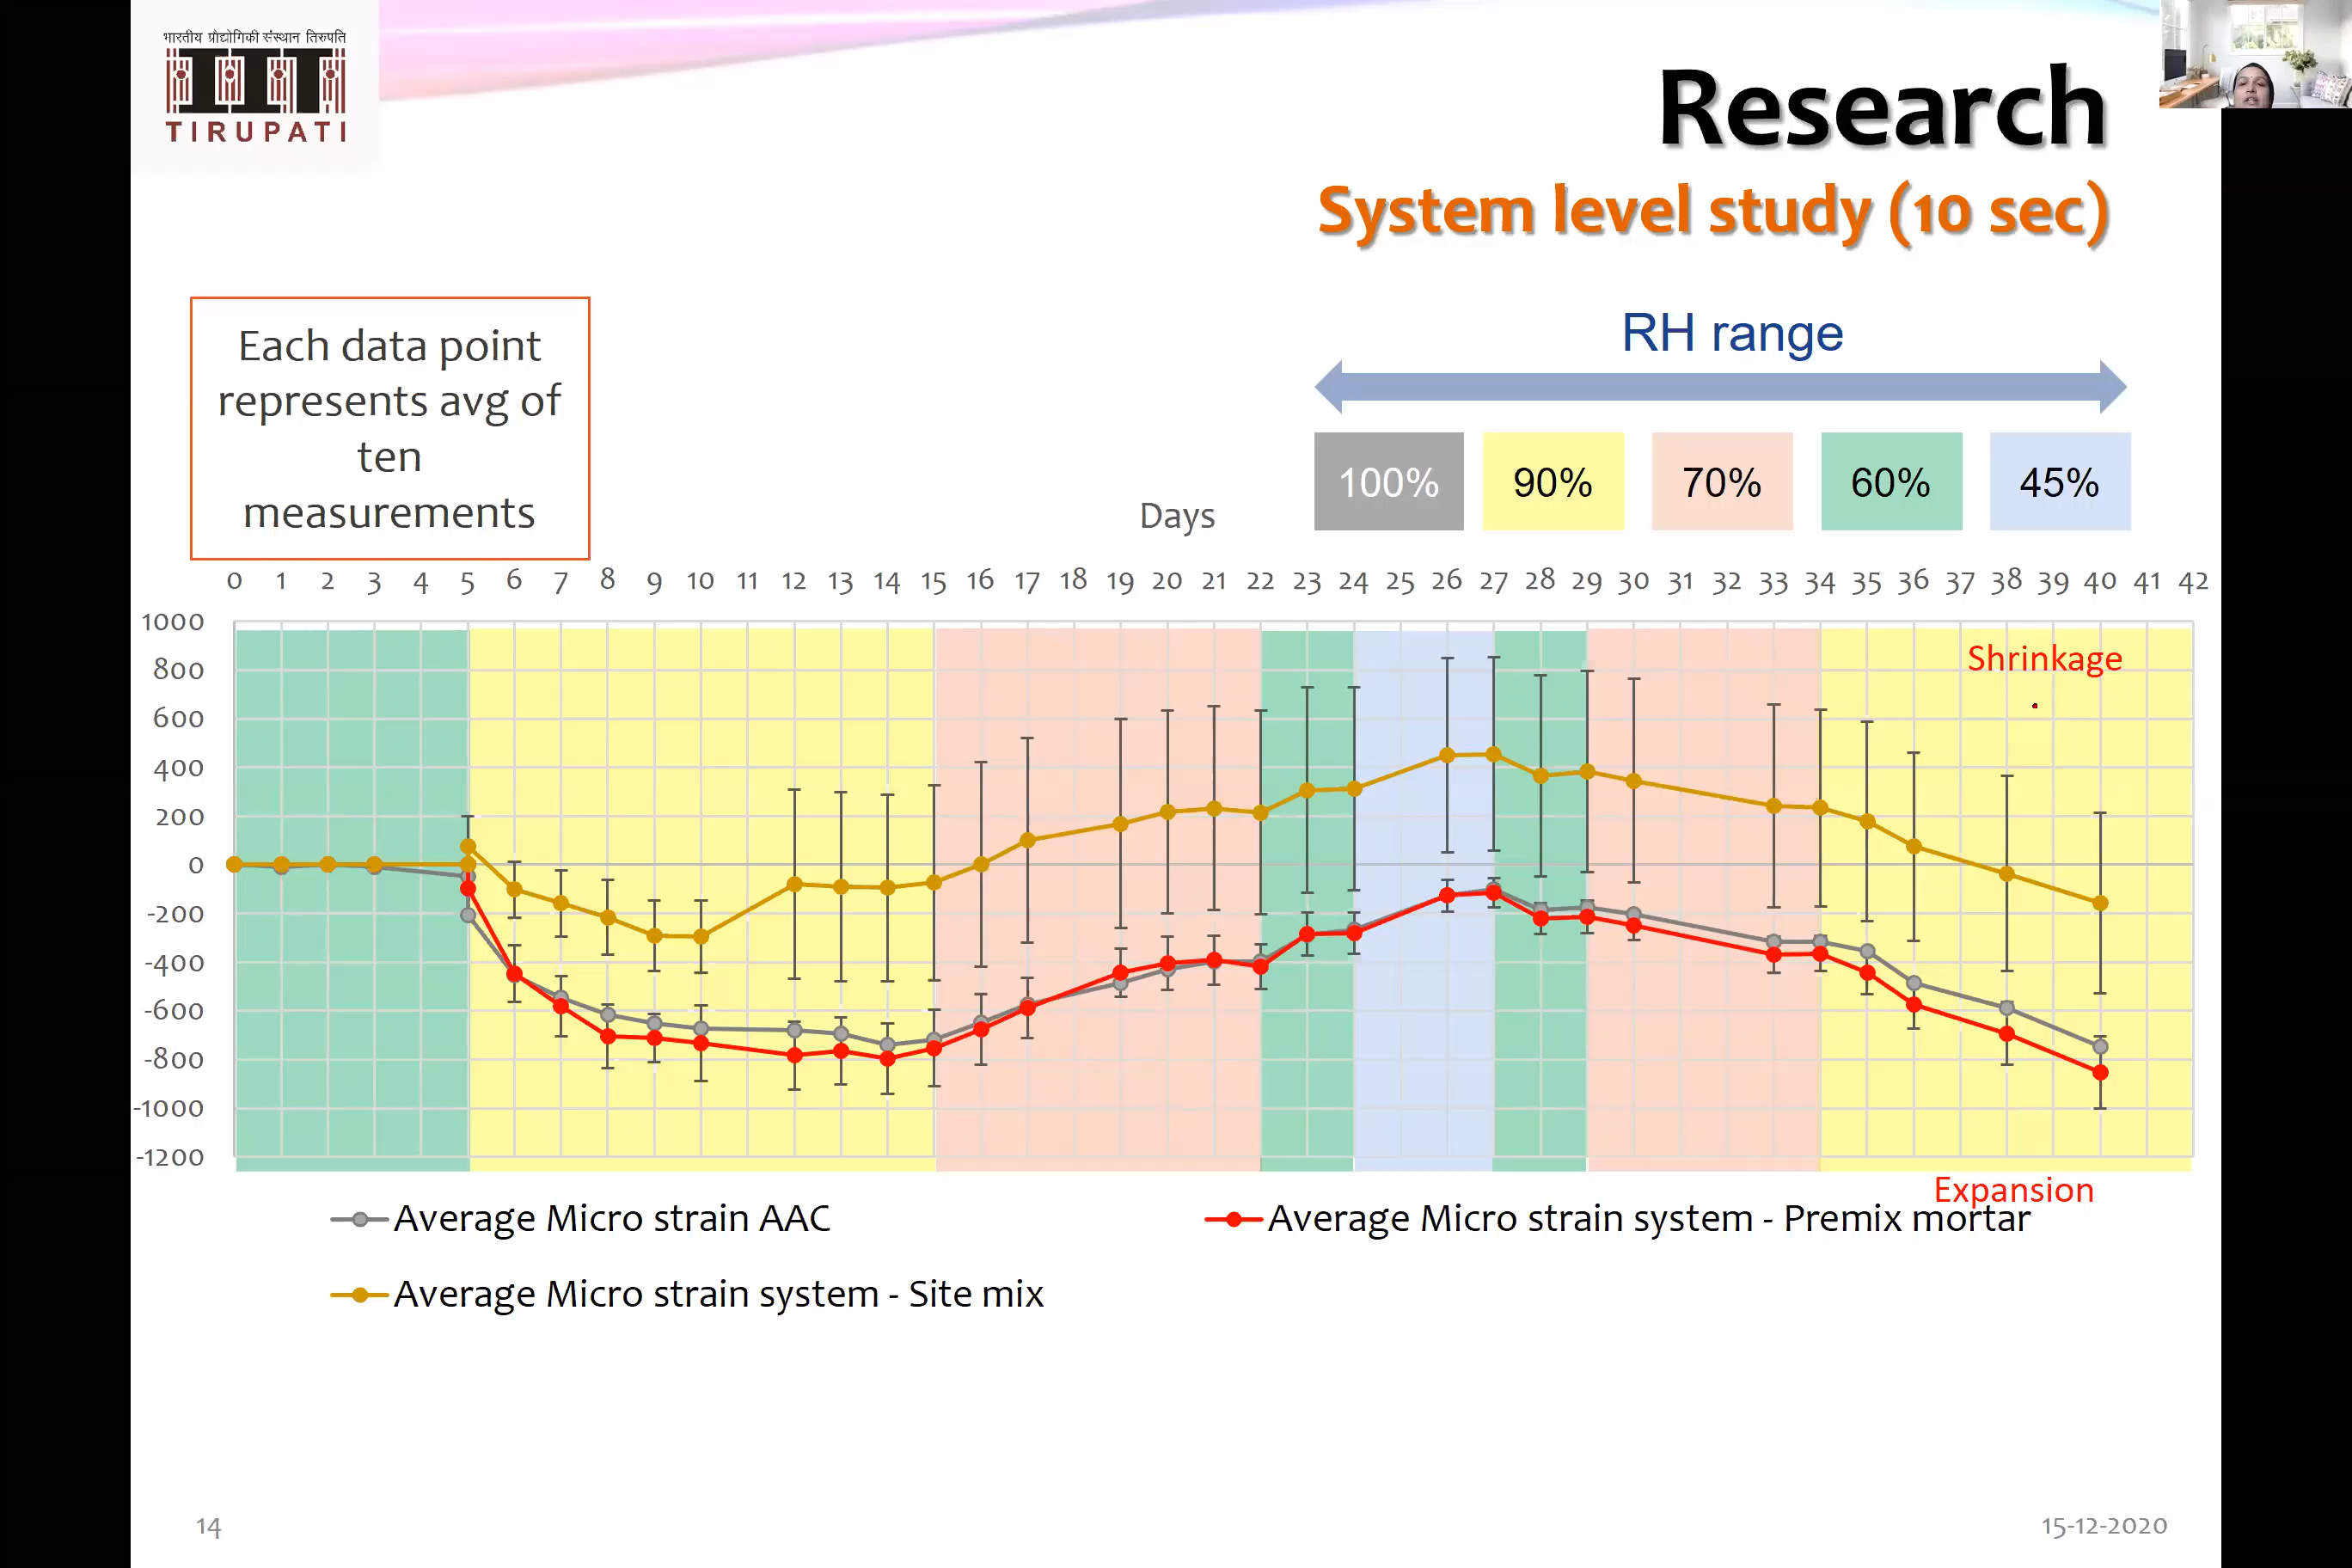 भारतीय प्रौद्योगिकी संस्थान तिरुपति
TIRUPATI
Research
System level study (10 sec)
Each data point
represents avg of
ten
measurements
RH range
100% 90% 70% 60% 45%
Days
0 1 2 3 4 5 6 7 8 9 10 11 12 13 14 15 16 17 18 19 20 21 22 23 24 25 26 27 28 29 30 31 32 33 34 35 36 37 38 39 40 41 42
1000
800
600
400
200
0
-200
-400
-600
-800
-1000
-1200
Shrinkage
Expansion
Average Micro strain AAC
Average Micro strain system - Premix mortar
Average Micro strain system - Site mix
14
15-12-2020